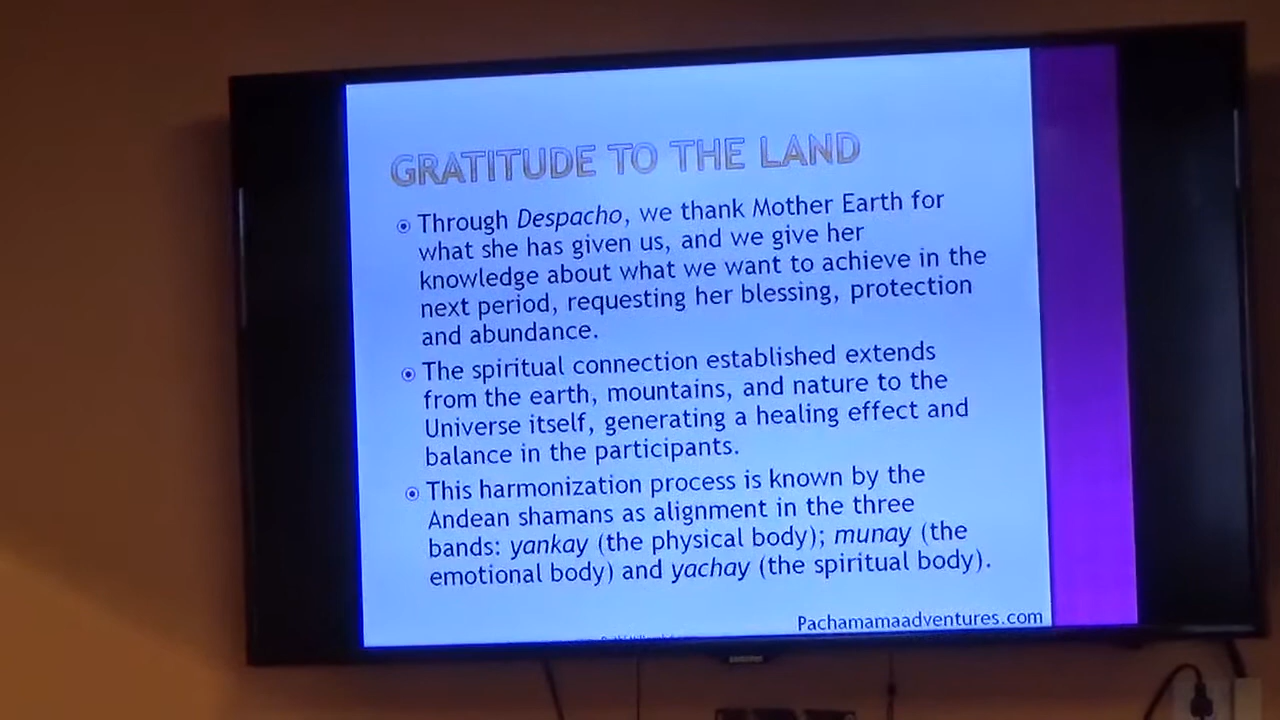 GRATITUDE TO THE LAND
Through Despacho, we thank Mother Earth for
what she has given us, and we give her
knowledge about what we want to achieve in the
next period, requesting her blessing, protection
and abundance.
The spiritual connection established extends
from the earth, mountains, and nature to the
Universe itself, generating a healing effect and
balance in the participants.
This harmonization process is known by the
Andean shamans as alignment in the three
bands: yankay (the physical body); munay (the
emotional body) and yachay (the spiritual body).
Pachamamaadventures.com